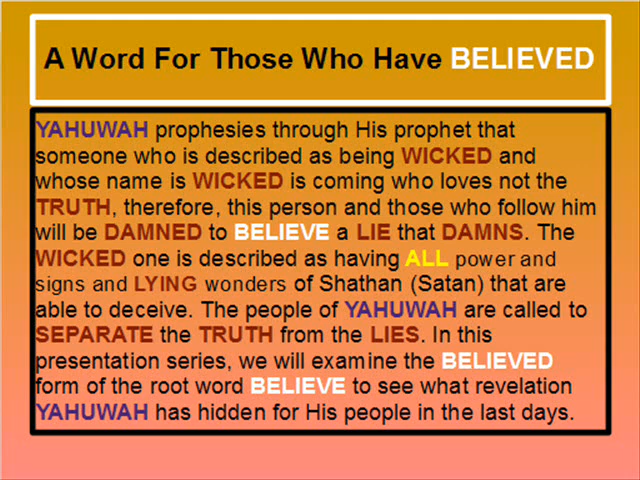 A Word For Those Who Have BELIEVED
YAHUWAH prophesies through His prophet that
someone who is described as being WICKED and
whose name is WICKED is coming who loves not the
TRUTH, therefore, this person and those who follow him
will be DAMNED to BELIEVE a LIE that DAMNS. The
WICKED one is described as having ALL power and
signs and LYING wonders of Shathan (Satan) that are
able to deceive. The people of YAHUWAH are called to
SEPARATE the TRUTH from the LIES. In this
presentation series, we will examine the BELIEVED
form of the root word BELIEVE to see what revelation
YAHUWAH has hidden for His people in the last days.